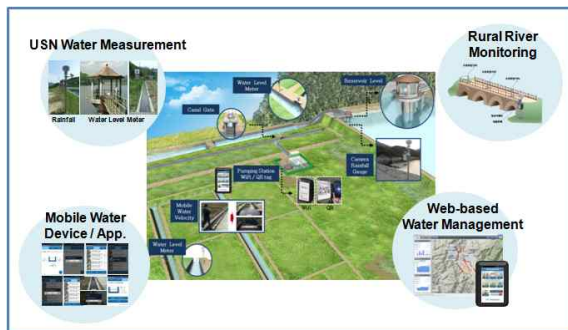 USN Water Measurement
Rainfall
Water Level Meter
Rural River
Monitoring
Water Level
Meter
Reservoir Level
Canal Gate
Pumping Station
WiFi / QR tag
WiFi
QR
Camera
Rainfall
Gauge
Mobile
Water
Velocity
Water Level
Meter
Mobile Water
Device / App.
Web-based
Water Management